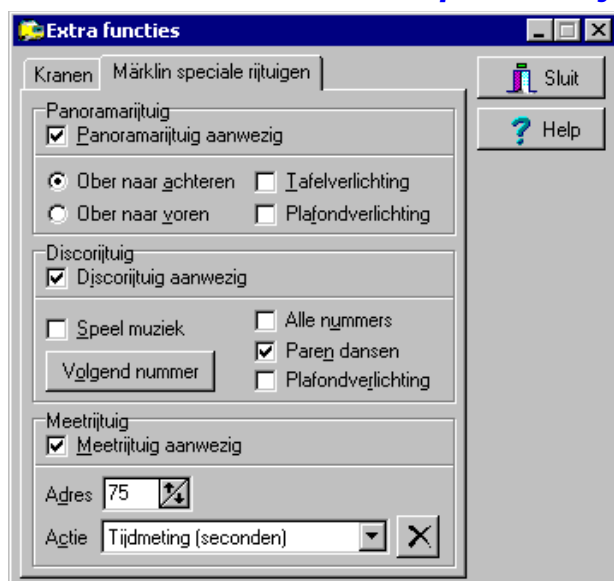 Extra functies
Kranen Märklin speciale rijtuigen
Sluit
Help
Panoramarijtuig
Panoramarijtuig aanwezig
Ober naar achteren Tafelverlichting
Ober naar voren Plafondverlichting
Discorijtuig
Discorijtuig aanwezig
Speel muziek Alle nummers
Paren dansen
Volgend nummer
Plafondverlichting
Meetrijtuig
Meetrijtuig aanwezig
Adres 75
Actie Tijdmeting (seconden)